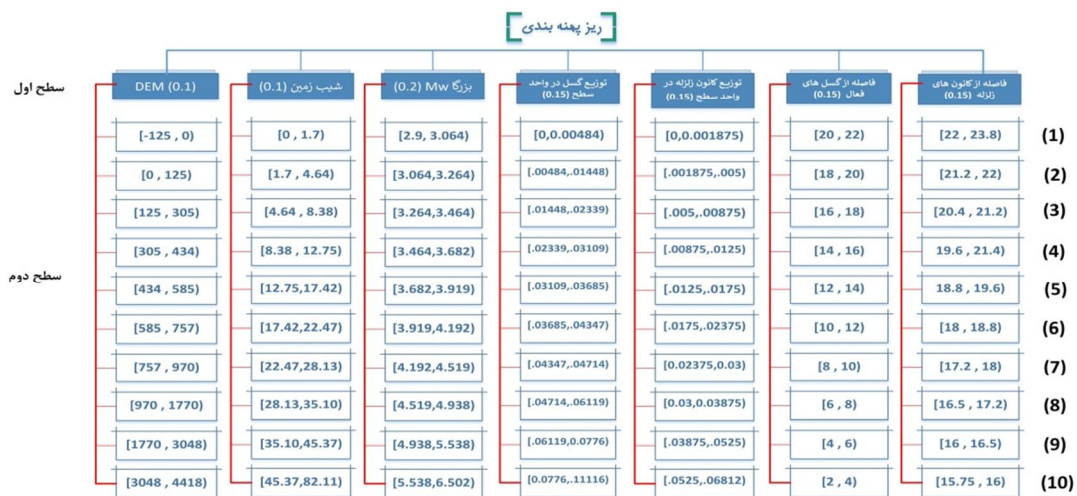 ریز پهنه بندی
سطح اول
DEM (0.1)
شیب زمین (0.1)
بزرگا Mw (0.2)
توزیع گسل در واحد
سطح (0.15)
توزیع کانون زلزله در
واحد سطح (0.15)
فاصله از گسل های
فعال (0.15)
فاصله از کانون های
زلزله (0.15)
[-125 , 0) [0 , 1.7) [2.9, 3.064) [0,0.00484) [0,0.001875) [20 , 22) [22 , 23.8) (1)
[0 , 125) [1.7 , 4.64) [3.064,3.264) [.00484,.01448) [.001875,.005) [18 , 20) [21.2 , 22) (2)
[125 , 305) [4.64 , 8.38) [3.264,3.464) [.01448,.02339) [.005,.00875) [16 , 18) [20.4 , 21.2) (3)
[305 , 434) [8.38 , 12.75) [3.464,3.682) [.02339,.03109) [.00875,.0125) [14 , 16) 19.6 , 21.4) (4)
سطح دوم
[434 , 585) [12.75,17.42) [3.682,3.919) [.03109,.03685) [.0125,.0175) [12 , 14) 18.8 , 19.6) (5)
[585 , 757) [17.42,22.47) [3.919,4.192) [.03685,.04347) [.0175,.02375) [10 , 12) [18 , 18.8) (6)
[757 , 970) [22.47,28.13) [4.192,4.519) [.04347,.04714) [0.02375,0.03) [8 , 10) [17.2 , 18) (7)
[970 , 1770) [28.13,35.10) [4.519,4.938) [.04714,.06119) [0.03,0.03875) [6 , 8) [16.5 , 17.2) (8)
[1770 , 3048) [35.10,45.37) [4.938,5.538) [.06119,0.0776) [.03875,.0525) [4 , 6) [16 , 16.5) (9)
[3048 , 4418) [45.37,82.11) [5.538,6.502) [0.0776,.11116) [.0525,.06812) [2 , 4) [15.75 , 16) (10)